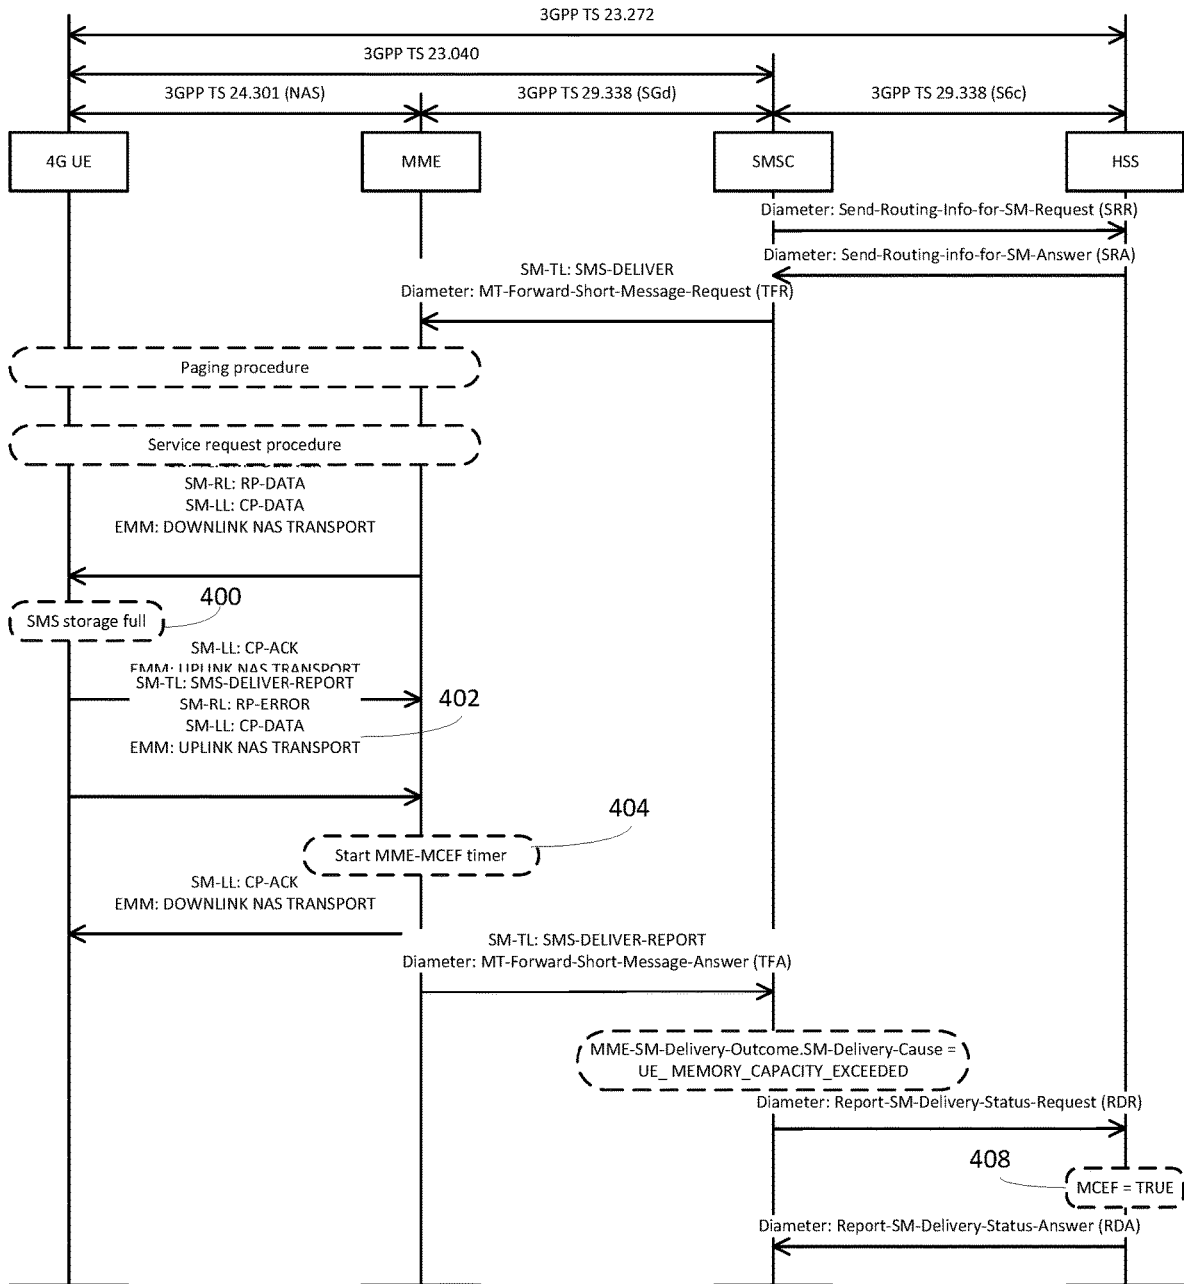 3GPP TS 23.272
3GPP TS 23.040
3GPP TS 24.301 (NAS)
3GPP TS 29.338 (SGd)
3GPP TS 29.338 (S6c)
4G UE
MME
SMSC
HSS
Diameter: Send-Routing-Info-for-SM-Request (SRR)
Diameter: Send-Routing-info-for-SM-Answer (SRA)
SM-TL: SMS-DELIVER
Diameter: MT-Forward-Short-Message-Request (TFR)
Paging procedure
Service request procedure
SM-RL: RP-DATA
SM-LL: CP-DATA
EMM: DOWNLINK NAS TRANSPORT
400
SMS storage full
SM-LL: CP-ACK
EMM: UPLINK NAS TRANSPORT
SM-TL: SMS-DELIVER-REPORT
SM-RL: RP-ERROR
402
SM-LL: CP-DATA
EMM: UPLINK NAS TRANSPORT
404
Start MME-MCEF timer
SM-LL: CP-ACK
EMM: DOWNLINK NAS TRANSPORT
SM-TL: SMS-DELIVER-REPORT
Diameter: MT-Forward-Short-Message-Answer (TFA)
MME-SM-Delivery-Outcome.SM-Delivery-Cause =
UE_ MEMORY_CAPACITY_EXCEEDED
Diameter: Report-SM-Delivery-Status-Request (RDR)
408
MCEF = TRUE
Diameter: Report-SM-Delivery-Status-Answer (RDA)